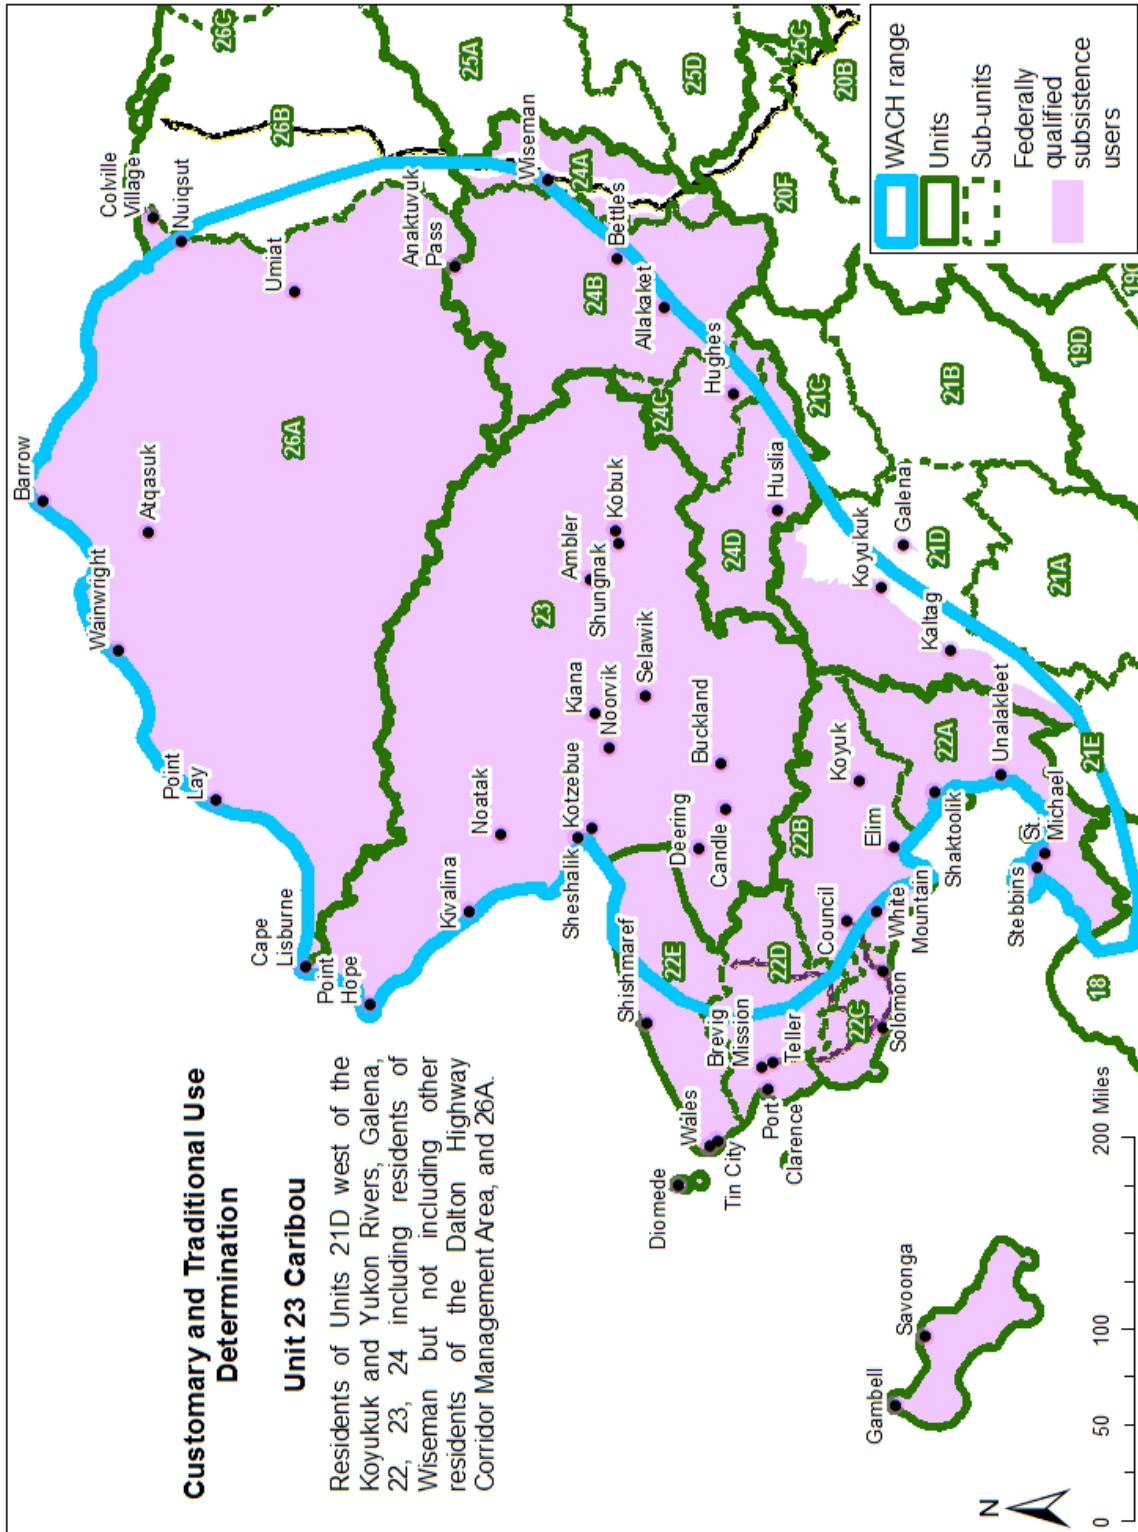 Customary and Traditional Use
Determination
Unit 23 Caribou
Residents of Units 21D west of the
Koyukuk and Yukon Rivers, Galena,
22, 23, 24 including residents of
Wiseman but not including other
residents of the Dalton Highway
Corridor Management Area, and 26A.
Barrow
Wainwright
Atqasuk
Point
Lay
Cape
Lisburne
Point
Hope
Colville
Village
Nuiqsut
Umiat
Anaktuvuk
Pass
Wiseman
Bettles
Allakaket
Hughes
Huslia
Kobuk
Ambler
Shungnak
Kiana
Noorvik
Selawik
Buckland
Noatak
Kivalina
Kotzebue
Sheshalik
Deering
Candle
Shishmaref
Koyuk
Elim
Council
White
Mountain
Shaktoolik
Unalakleet
St.
Michael
Stebbins
Koyukuk
Galena
Kaltag
Brevig
Mission
Teller
Solomon
Wales
Tin City
Port
Clarence
Diomede
Savoonga
Gambell
26A
26B
26C
25A
25D
25C
20B
20F
24A
24B
24C
24D
23
22A
22B
22C
22D
22E
21A
21B
21C
21D
21E
19D
19C
18
WACH range
Units
Sub-units
Federally
qualified
subsistence
users
N
0 50 100 200 Miles